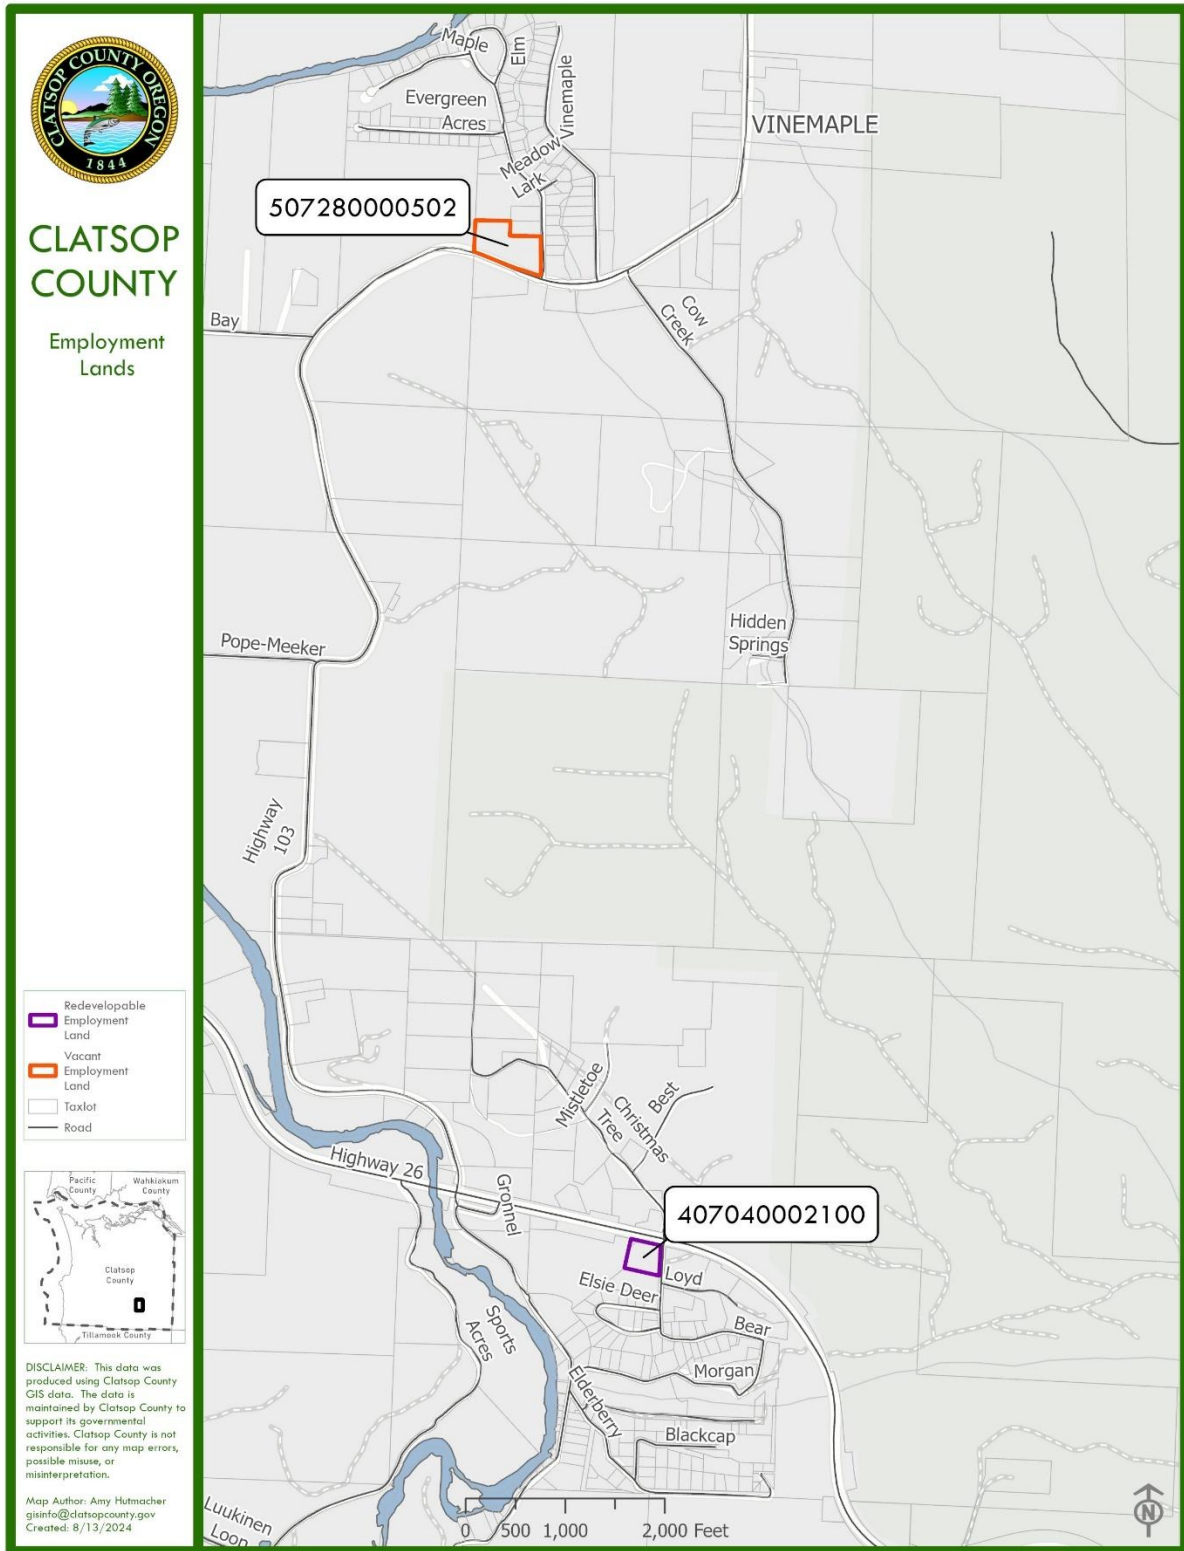 CLATSOP COUNTY OREGON
1844
CLATSOP
COUNTY
Employment
Lands
Redevelopable
Employment
Land
Vacant
Employment
Land
Taxlot
Road
Pacific
County
Wahkiakum
County
Clatsop
County
Tillamook County
DISCLAIMER: This data was
produced using Clatsop County
GIS data. The data is
maintained by Clatsop County to
support its governmental
activities. Clatsop County is not
responsible for any map errors,
possible misuse, or
misinterpretation.
Map Author: Amy Hutmacher
gisinfo@clatsopcounty.gov
Created: 8/13/2024
Maple
Elm
Vinemaple
Evergreen
Acres
VINEMAPLE
Meadow
Lark
507280000502
Bay
Cow
Creek
Hidden
Springs
Pope-Meeker
Highway
103
Mistletoe
Best
Christmas
Tree
Highway 26
Gronnel
407040002100
Loyd
Elsie Deer
Bear
Sports
Acres
Morgan
Elderberry
Blackcap
Luukinen
Loop
0 500 1,000 2,000 Feet
N